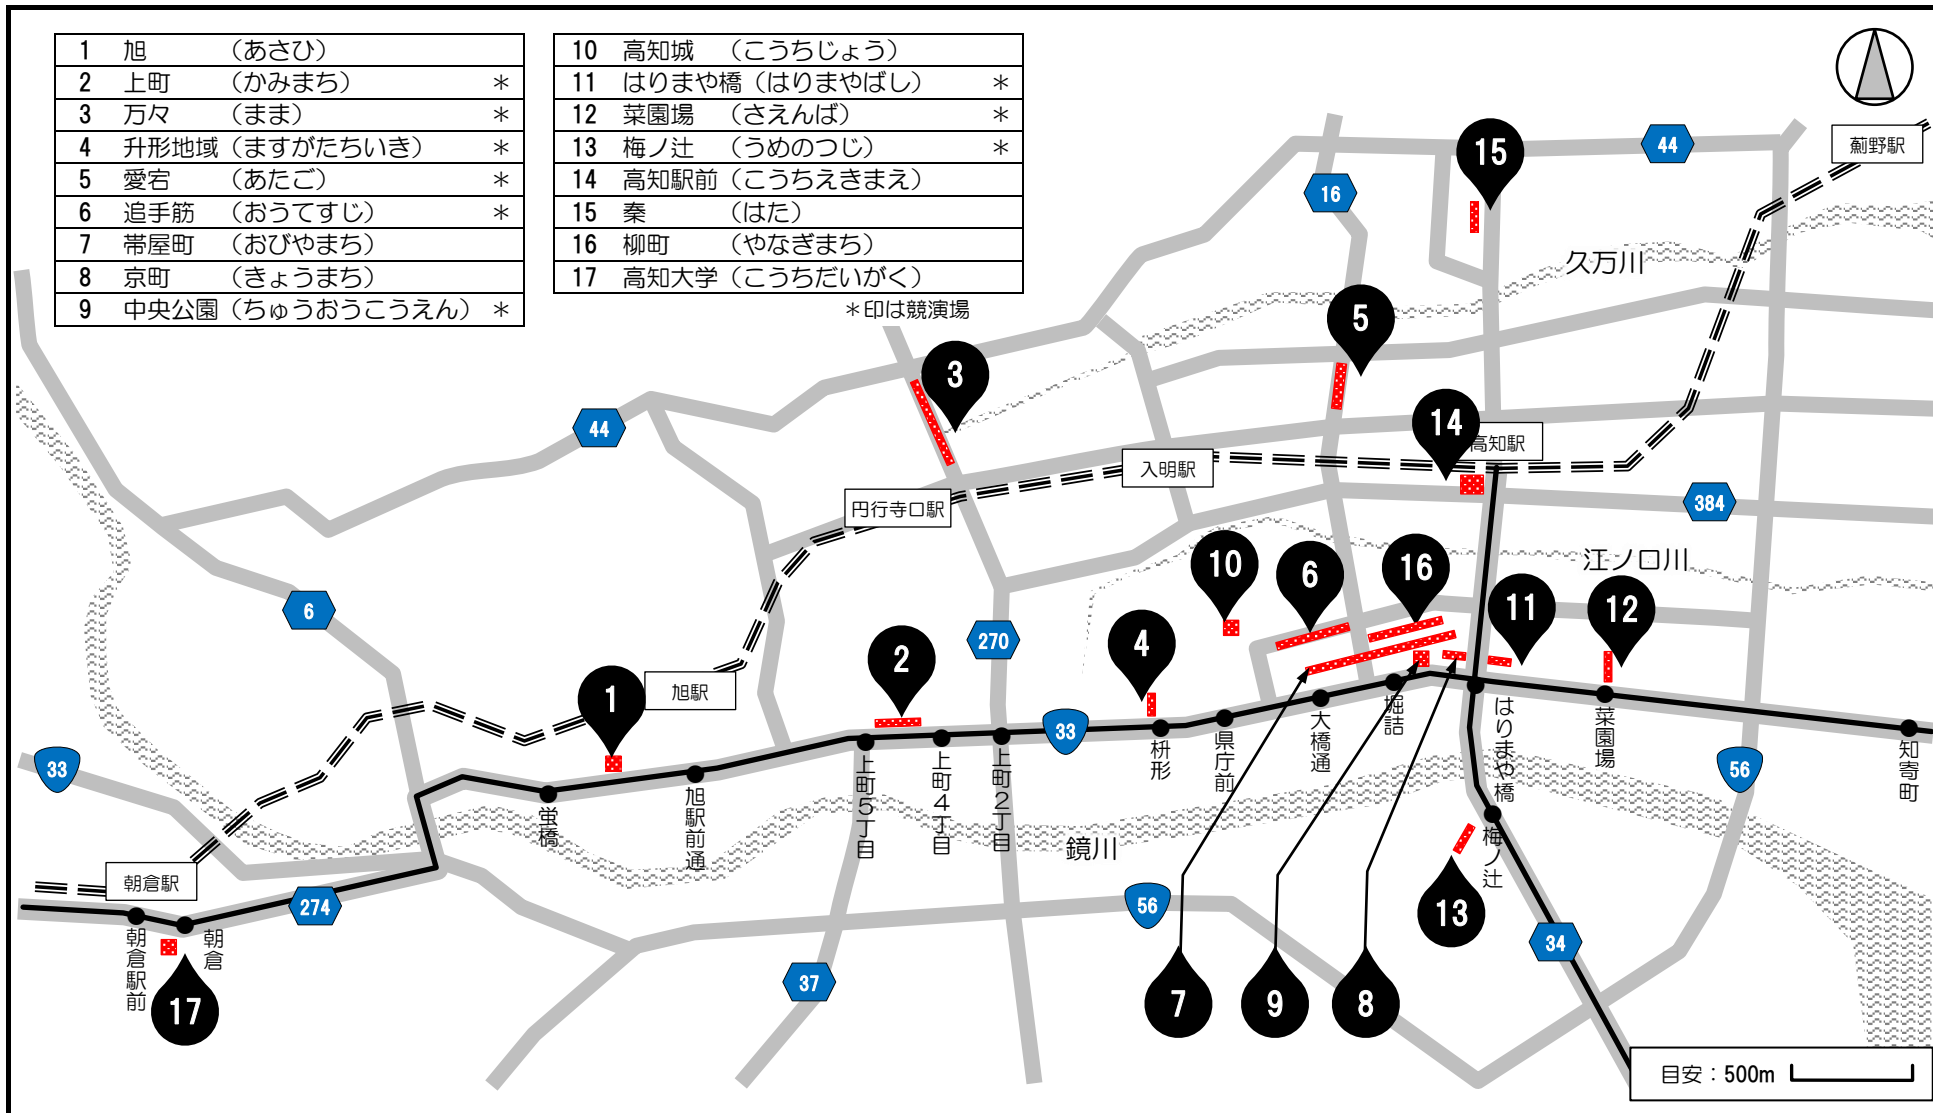 1 旭 （あさひ）
2 上町 （かみまち） ＊
3 万々 （まま） ＊
4 升形地域（ますがたちいき） ＊
5 愛宕 （あたご） ＊
6 追手筋 （おうてすじ） ＊
7 帯屋町 （おびやまち）
8 京町 （きょうまち）
9 中央公園（ちゅうおうこうえん） ＊
10 高知城 （こうちじょう）
11 はりまや橋（はりまやばし） ＊
12 菜園場 （さえんば） ＊
13 梅ノ辻 （うめのつじ） ＊
14 高知駅前（こうちえきまえ）
15 秦 （はた）
16 柳町 （やなぎまち）
17 高知大学（こうちだいがく）
＊印は競演場
薊野駅
44
15
16
久万川
5
3
44
14
高知駅
入明駅
円行寺口駅
384
江ノ口川
10
6
16
11
12
6
270
4
2
1
旭駅
33
33
56
枡形
県庁前
大橋通
堀詰
はりまや橋
菜園場
知寄町
上町5丁目
上町4丁目
上町2丁目
旭駅前通
蛍橋
鏡川
梅ノ辻
朝倉駅
274
56
13
34
朝倉駅前
朝倉
17
37
7
9
8
目安：500m